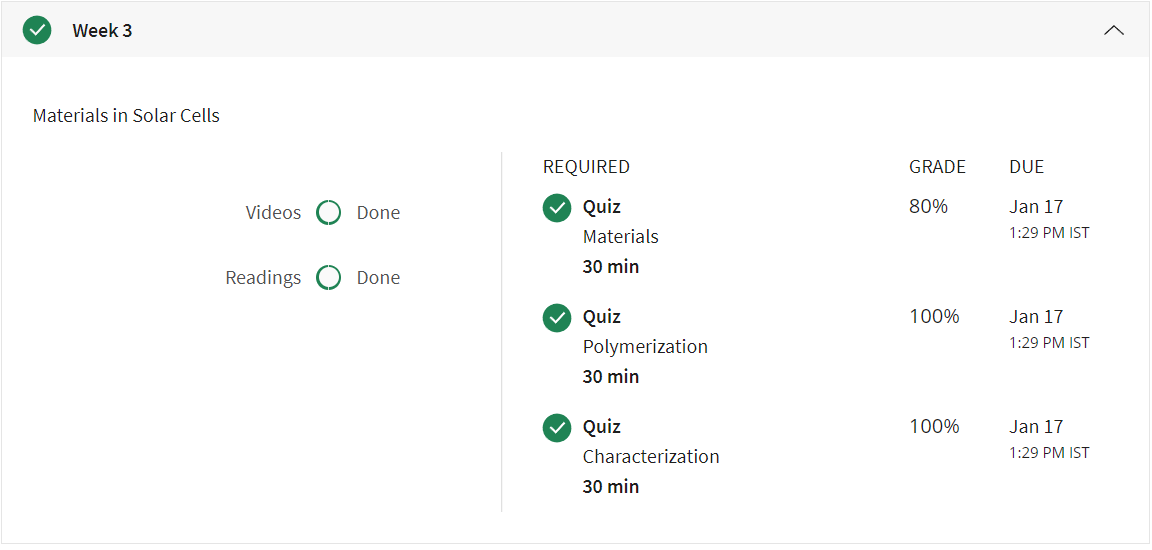 Week 3
Materials in Solar Cells
Videos Done
Readings Done
REQUIRED GRADE DUE
Quiz 80% Jan 17
Materials 1:29 PM IST
30 min
Quiz 100% Jan 17
Polymerization 1:29 PM IST
30 min
Quiz 100% Jan 17
Characterization 1:29 PM IST
30 min